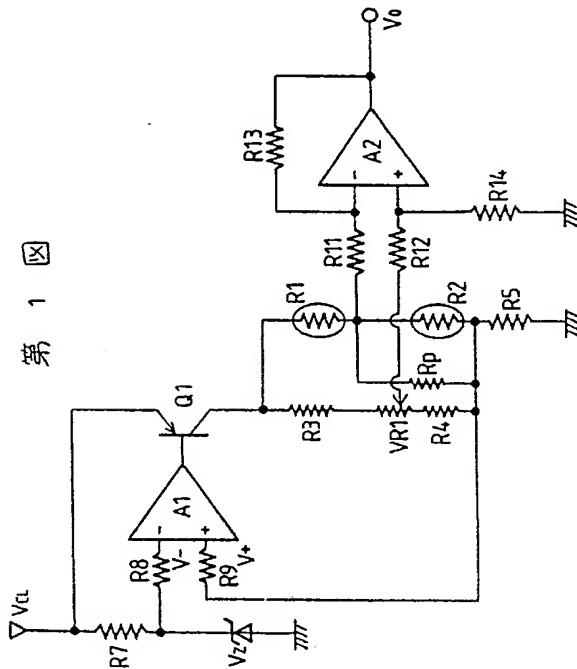 第 1 図
VCL
R7
R8
V-
R9
V+
Vz
A1
-
+
Q1
R1
R2
R3
VR1
R4
Rp
R5
R11
R12
R13
R14
-
+
A2
Vo